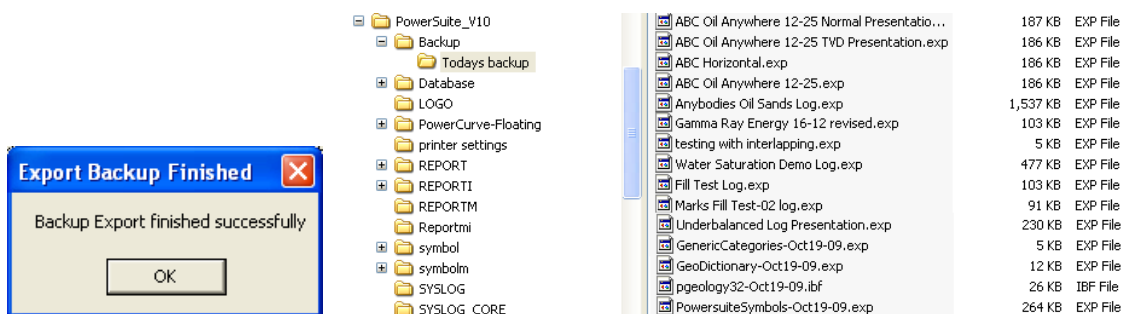 Export Backup Finished
Backup Export finished successfully
OK
PowerSuite_V10
Backup
Todays backup
Database
LOGO
PowerCurve-Floating
printer settings
REPORT
REPORTI
REPORTM
Reportmi
symbol
symbolm
SYSLOG
SYSLOG_CORE
ABC Oil Anywhere 12-25 Normal Presentatio... 187 KB EXP File
ABC Oil Anywhere 12-25 TVD Presentation.exp 186 KB EXP File
ABC Horizontal.exp 186 KB EXP File
ABC Oil Anywhere 12-25.exp 186 KB EXP File
Anybodies Oil Sands Log.exp 1,537 KB EXP File
Gamma Ray Energy 16-12 revised.exp 103 KB EXP File
testing with interlapping.exp 5 KB EXP File
Water Saturation Demo Log.exp 477 KB EXP File
Fill Test Log.exp 103 KB EXP File
Marks Fill Test-02 log.exp 91 KB EXP File
Underbalanced Log Presentation.exp 230 KB EXP File
GenericCategories-Oct19-09.exp 5 KB EXP File
GeoDictionary-Oct19-09.exp 12 KB EXP File
pgeology32-Oct19-09.ibf 26 KB IBF File
PowersuiteSymbols-Oct19-09.exp 264 KB EXP File